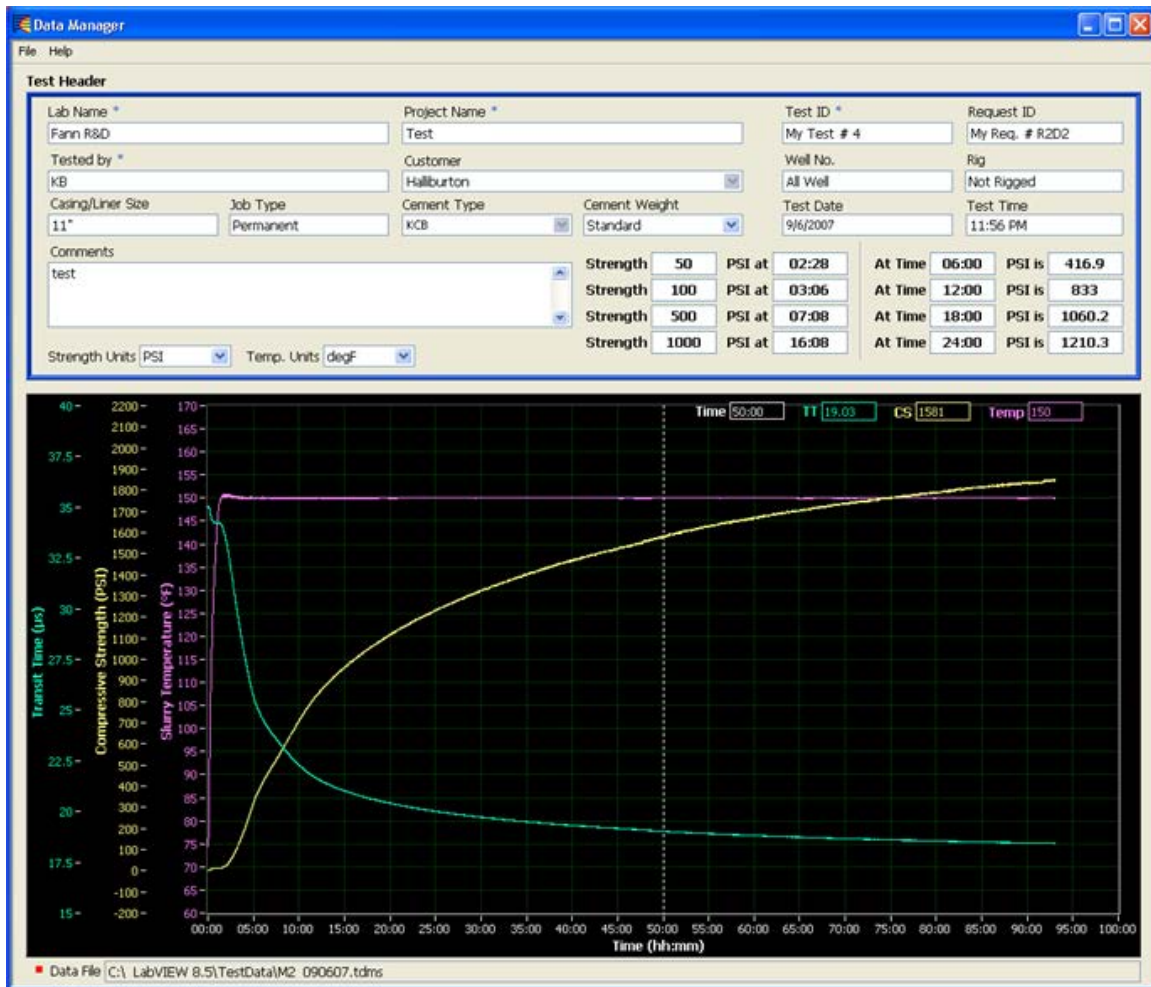 Data Manager
File Help
Test Header
Lab Name * Project Name * Test ID * Request ID
Fann R&D Test My Test # 4 My Req. # R2D2
Tested by * Customer Well No. Rig
KB Halliburton All Well Not Rigged
Casing/Liner Size Job Type Cement Type Cement Weight Test Date Test Time
11" Permanent KCB Standard 9/6/2007 11:56 PM
Comments
test
Strength 50 PSI at 02:28 At Time 06:00 PSI is 416.9
Strength 100 PSI at 03:06 At Time 12:00 PSI is 833
Strength 500 PSI at 07:08 At Time 18:00 PSI is 1060.2
Strength 1000 PSI at 16:08 At Time 24:00 PSI is 1210.3
Strength Units PSI Temp. Units degF
Time 50:00 TT 19.03 CS 1581 Temp 150
Transit Time (µs)
40
37.5
35
32.5
30
27.5
25
22.5
20
17.5
15
Compressive Strength (PSI)
2200
2100
2000
1900
1800
1700
1600
1500
1400
1300
1200
1100
1000
900
800
700
600
500
400
300
200
100
0
-100
-200
Slurry Temperature (°F)
170
165
160
155
150
145
140
135
130
125
120
115
110
105
100
95
90
85
80
75
70
65
60
00:00 05:00 10:00 15:00 20:00 25:00 30:00 35:00 40:00 45:00 50:00 55:00 60:00 65:00 70:00 75:00 80:00 85:00 90:00 95:00 100:00
Time (hh:mm)
Data File C:\ LabVIEW 8.5\TestData\M2 090607.tdms